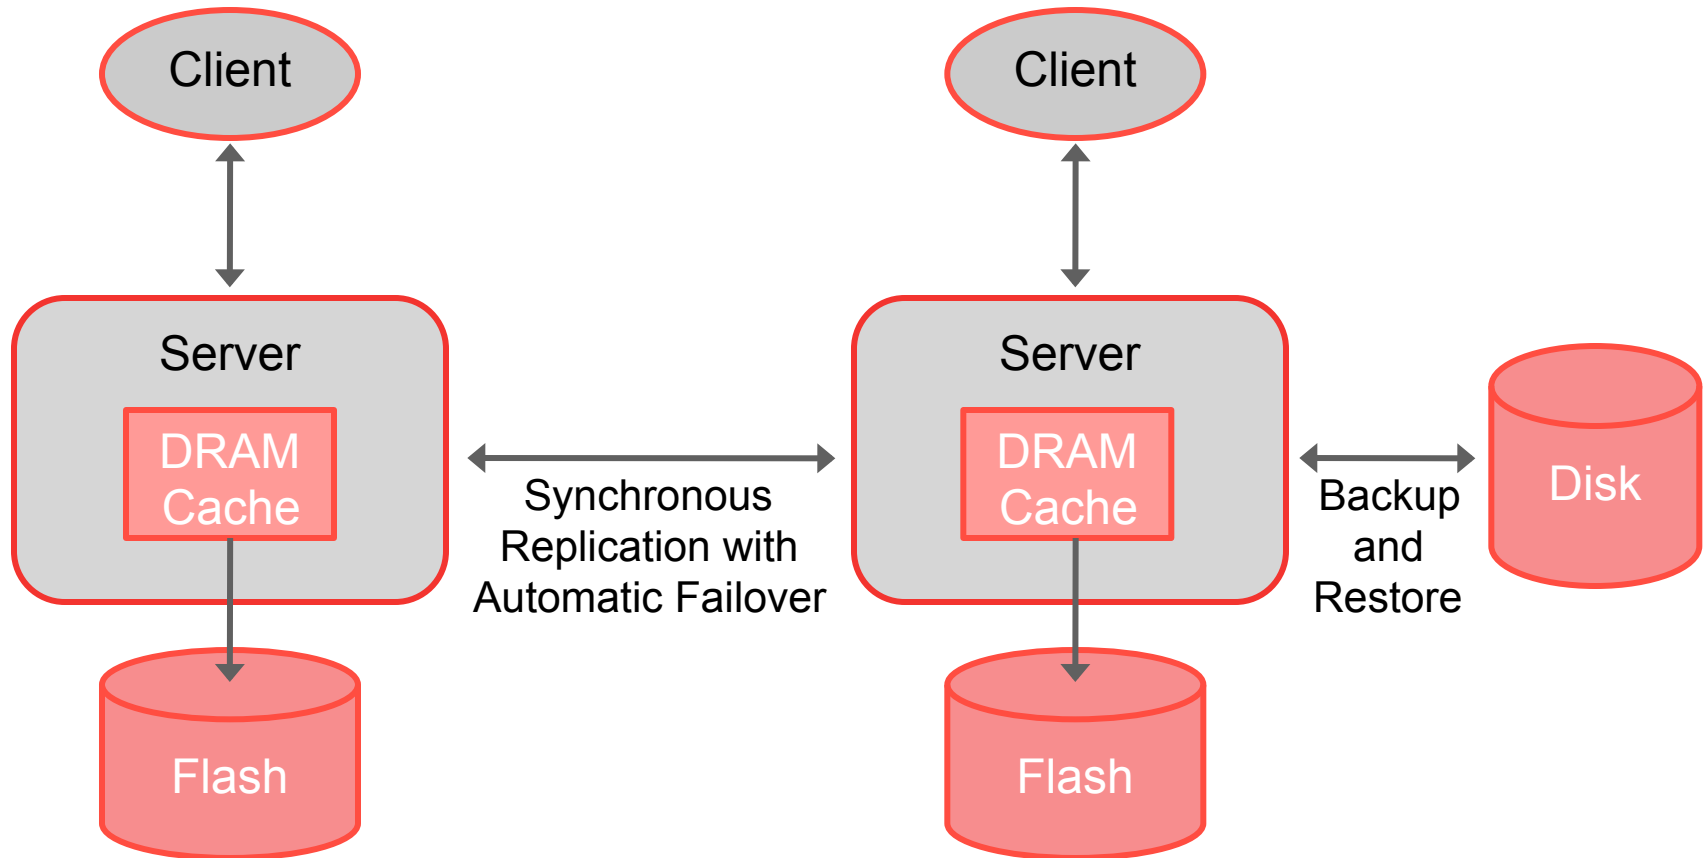 Client
Client
Server
Server
DRAM
Cache
DRAM
Cache
Synchronous
Replication with
Automatic Failover
Backup
and
Restore
Disk
Flash
Flash